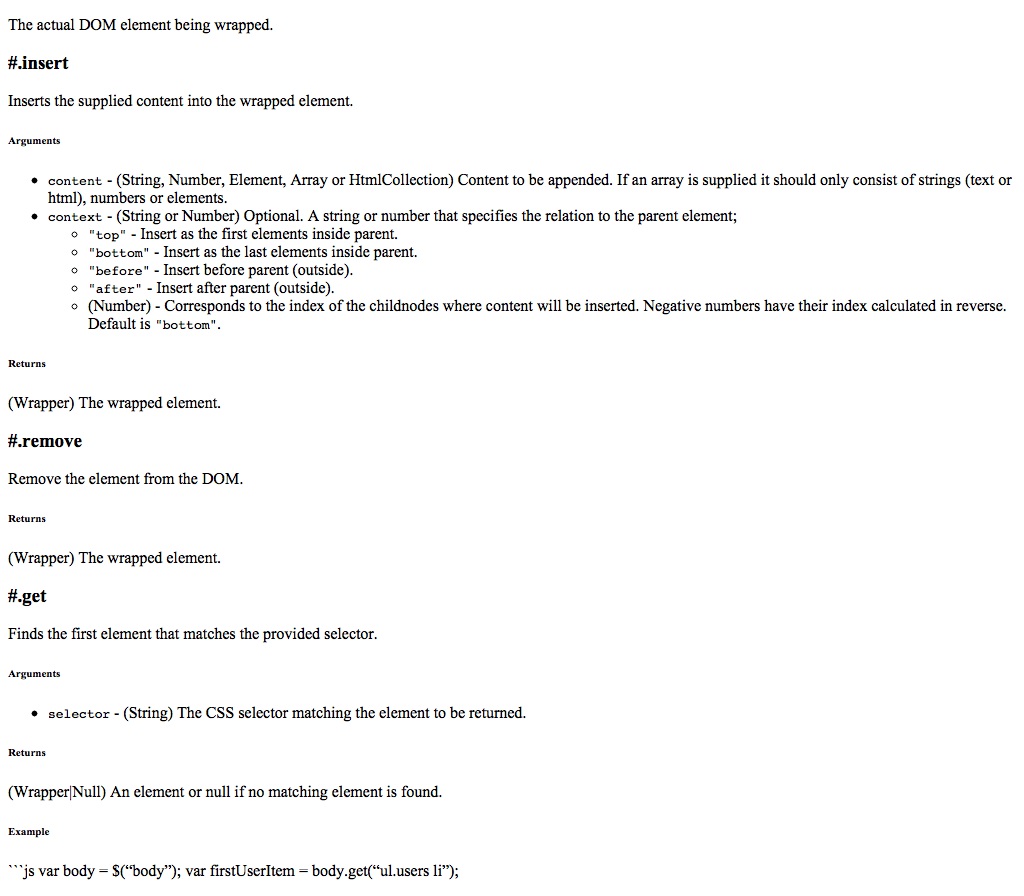 The actual DOM element being wrapped.
#.insert
Inserts the supplied content into the wrapped element.
Arguments
• content - (String, Number, Element, Array or HtmlCollection) Content to be appended. If an array is supplied it should only consist of strings (text or
html), numbers or elements.
• context - (String or Number) Optional. A string or number that specifies the relation to the parent element;
◦ "top" - Insert as the first elements inside parent.
◦ "bottom" - Insert as the last elements inside parent.
◦ "before" - Insert before parent (outside).
◦ "after" - Insert after parent (outside).
◦ (Number) - Corresponds to the index of the childnodes where content will be inserted. Negative numbers have their index calculated in reverse.
Default is "bottom".
Returns
(Wrapper) The wrapped element.
#.remove
Remove the element from the DOM.
Returns
(Wrapper) The wrapped element.
#.get
Finds the first element that matches the provided selector.
Arguments
• selector - (String) The CSS selector matching the element to be returned.
Returns
(Wrapper|Null) An element or null if no matching element is found.
Example
```js var body = $(“body”); var firstUserItem = body.get(“ul.users li”);